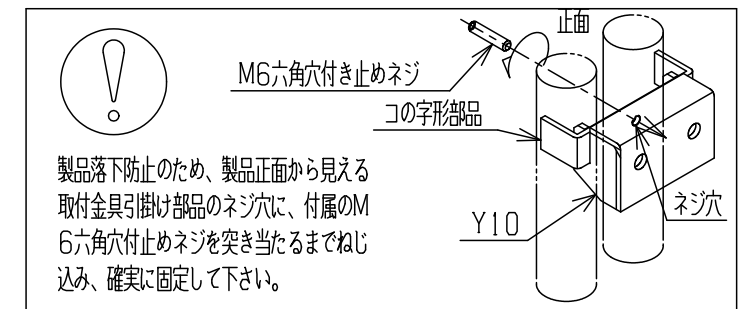 正面
M6六角穴付き止めネジ
コの字形部品
製品落下防止のため、製品正面から見える
取付金具引掛け部品のネジ穴に、付属のM
6六角穴付止めネジを突き当たるまでねじ
込み、確実に固定して下さい。
Y10
ネジ穴